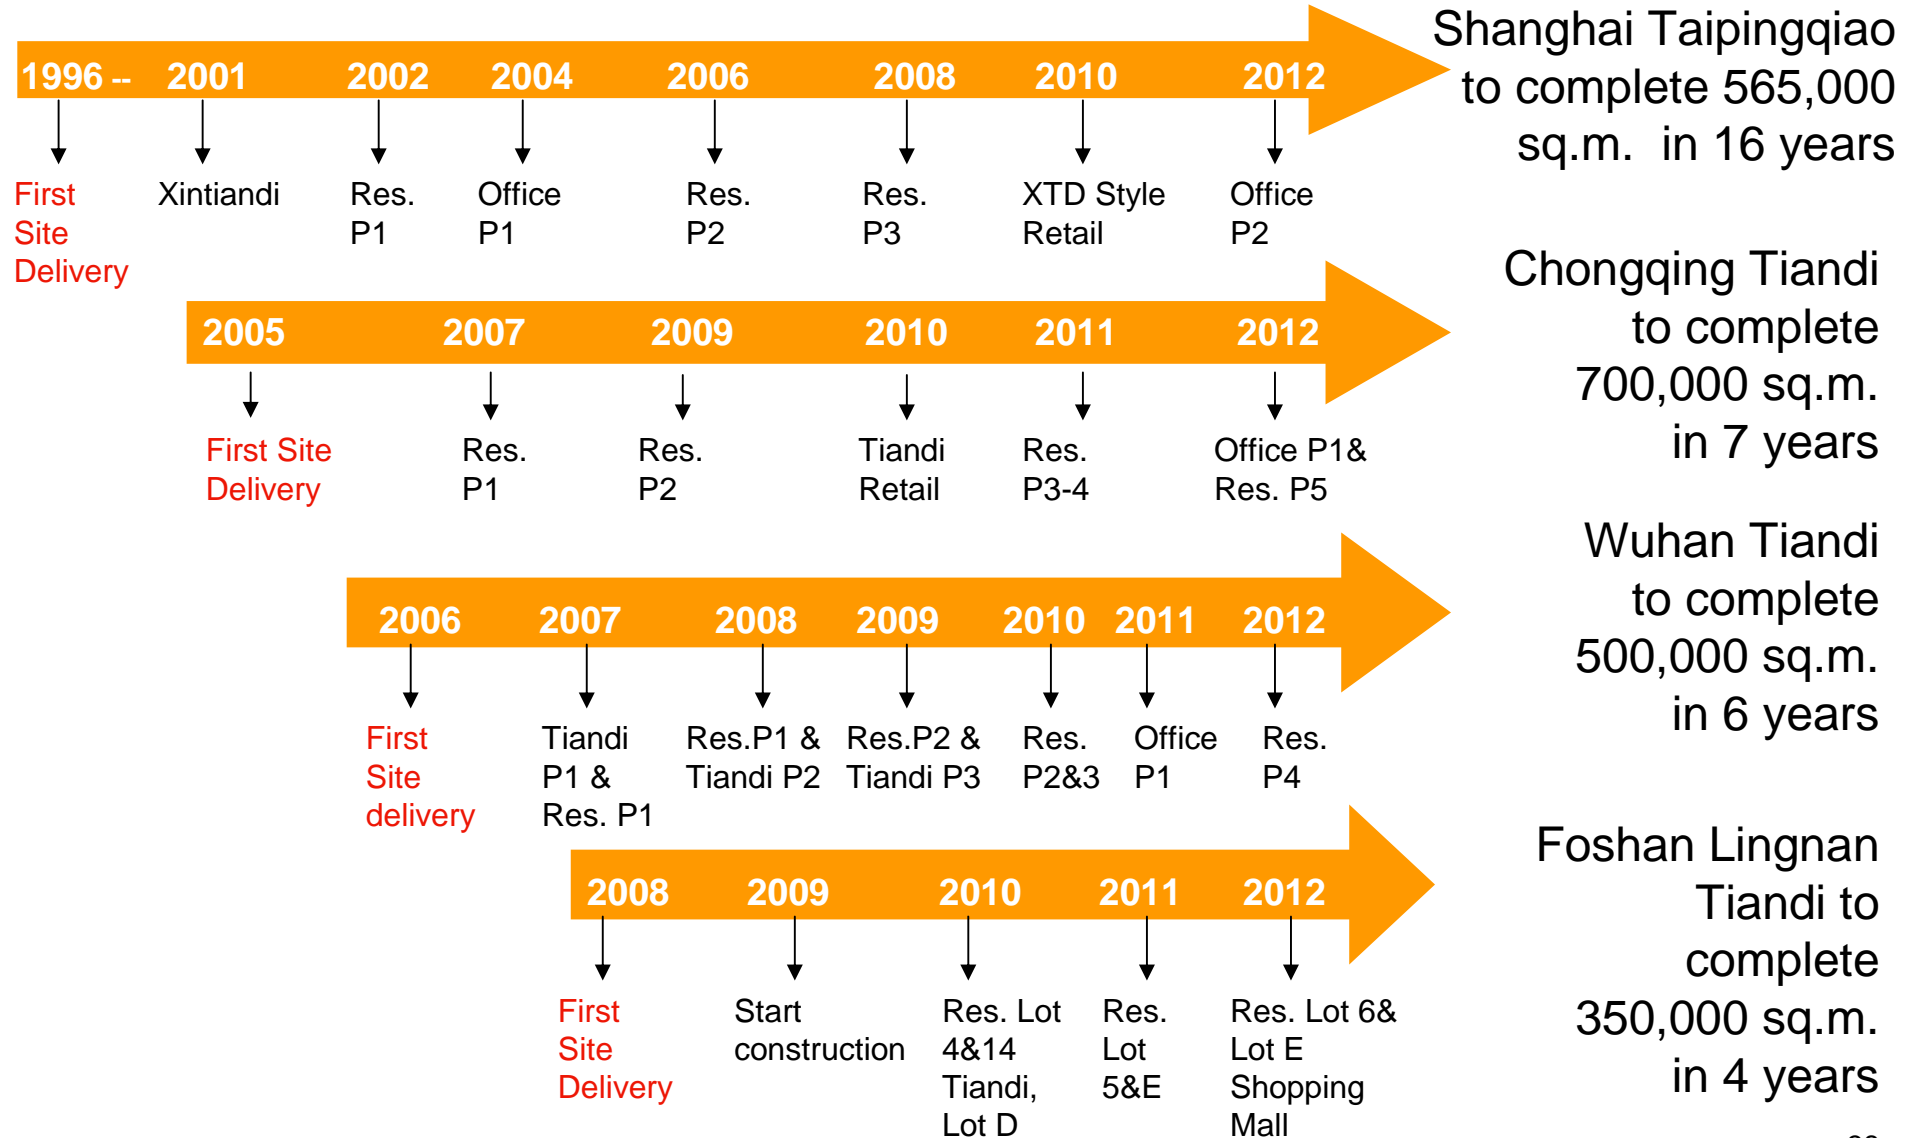 1996 -- 2001 2002 2004 2006 2008 2010 2012
First
Site
Delivery
Xintiandi
Res.
P1
Office
P1
Res.
P2
Res.
P3
XTD Style
Retail
Office
P2
Shanghai Taipingqiao
to complete 565,000
sq.m. in 16 years
2005 2007 2009 2010 2011 2012
First Site
Delivery
Res.
P1
Res.
P2
Tiandi
Retail
Res.
P3-4
Office P1&
Res. P5
Chongqing Tiandi
to complete
700,000 sq.m.
in 7 years
2006 2007 2008 2009 2010 2011 2012
First
Site
delivery
Tiandi
P1 &
Res. P1
Res.P1 &
Tiandi P2
Res.P2 &
Tiandi P3
Res.
P2&3
Office
P1
Res.
P4
Wuhan Tiandi
to complete
500,000 sq.m.
in 6 years
2008 2009 2010 2011 2012
First
Site
Delivery
Start
construction
Res. Lot
4&14
Tiandi,
Lot D
Res.
Lot
5&E
Res. Lot 6&
Lot E
Shopping
Mall
Foshan Lingnan
Tiandi to
complete
350,000 sq.m.
in 4 years